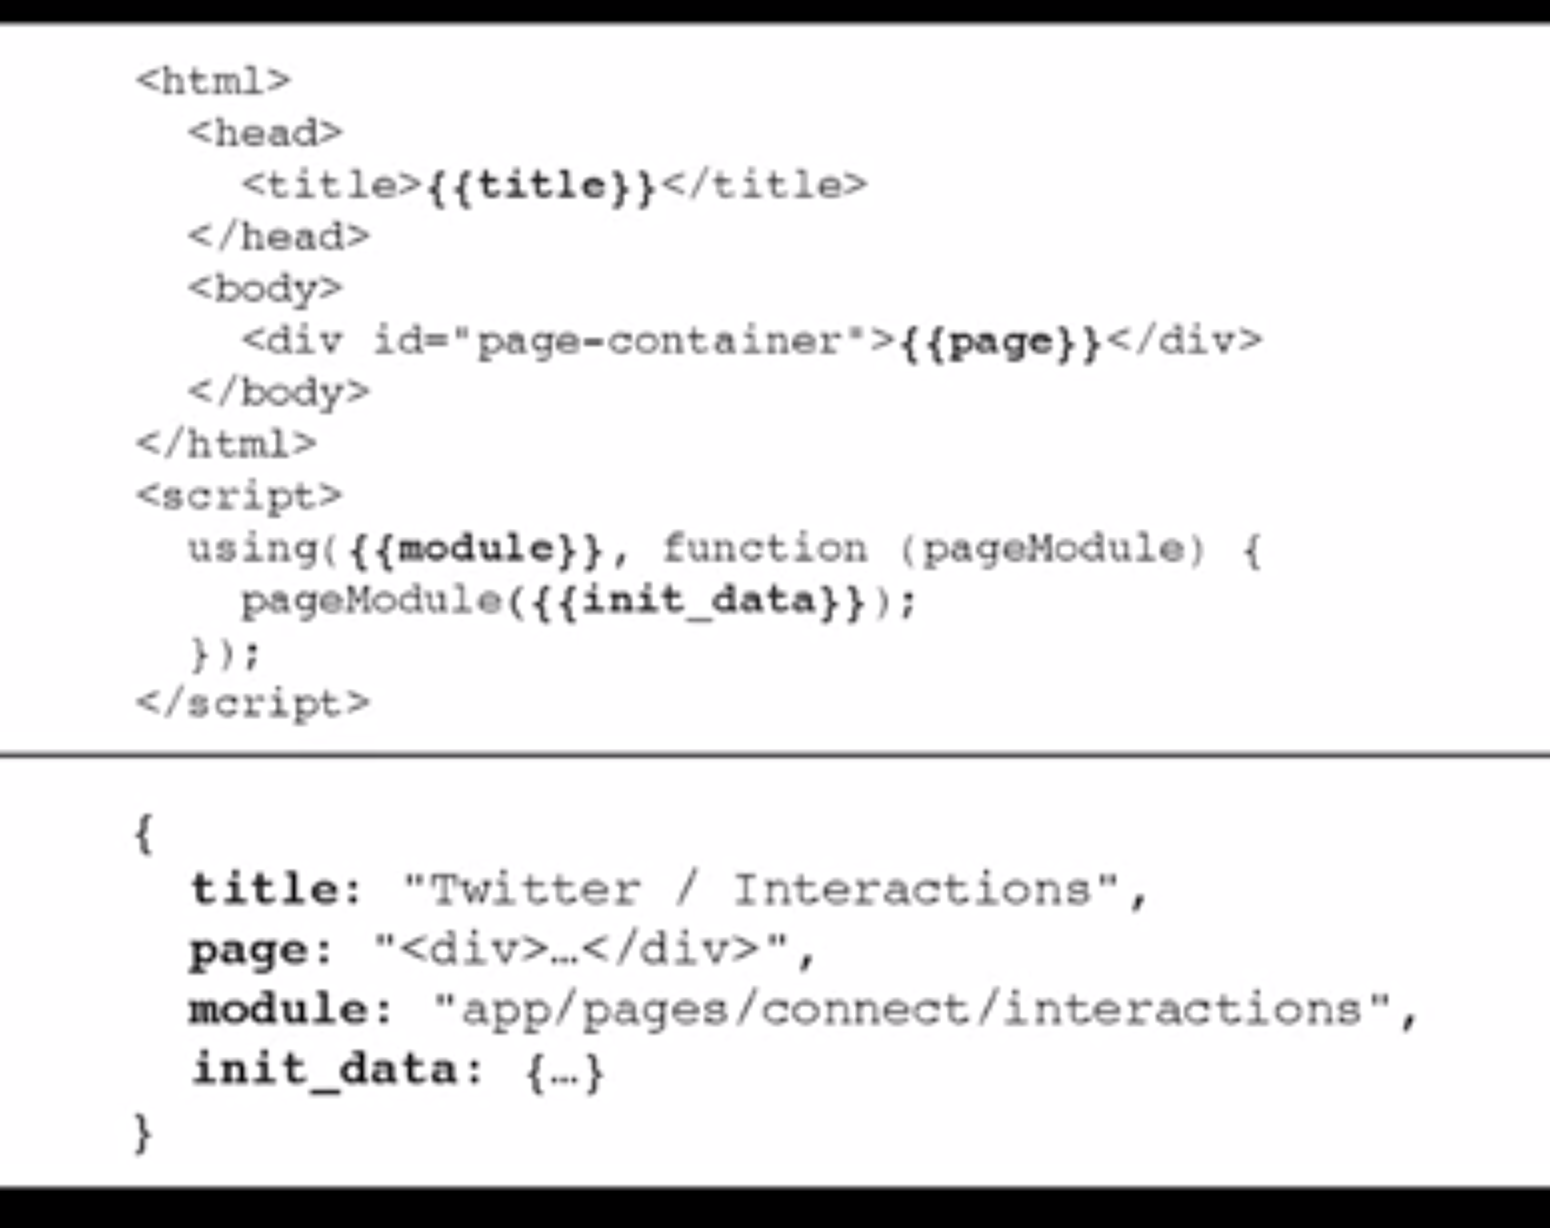 <html>
<head>
<title>{{title}}</title>
</head>
<body>
<div id="page-container">{{page}}</div>
</body>
</html>
<script>
using({{module}}, function (pageModule) {
pageModule({{init_data}});
});
</script>
{
title: "Twitter / Interactions",
page: "<div>…</div>",
module: "app/pages/connect/interactions",
init_data: {…}
}